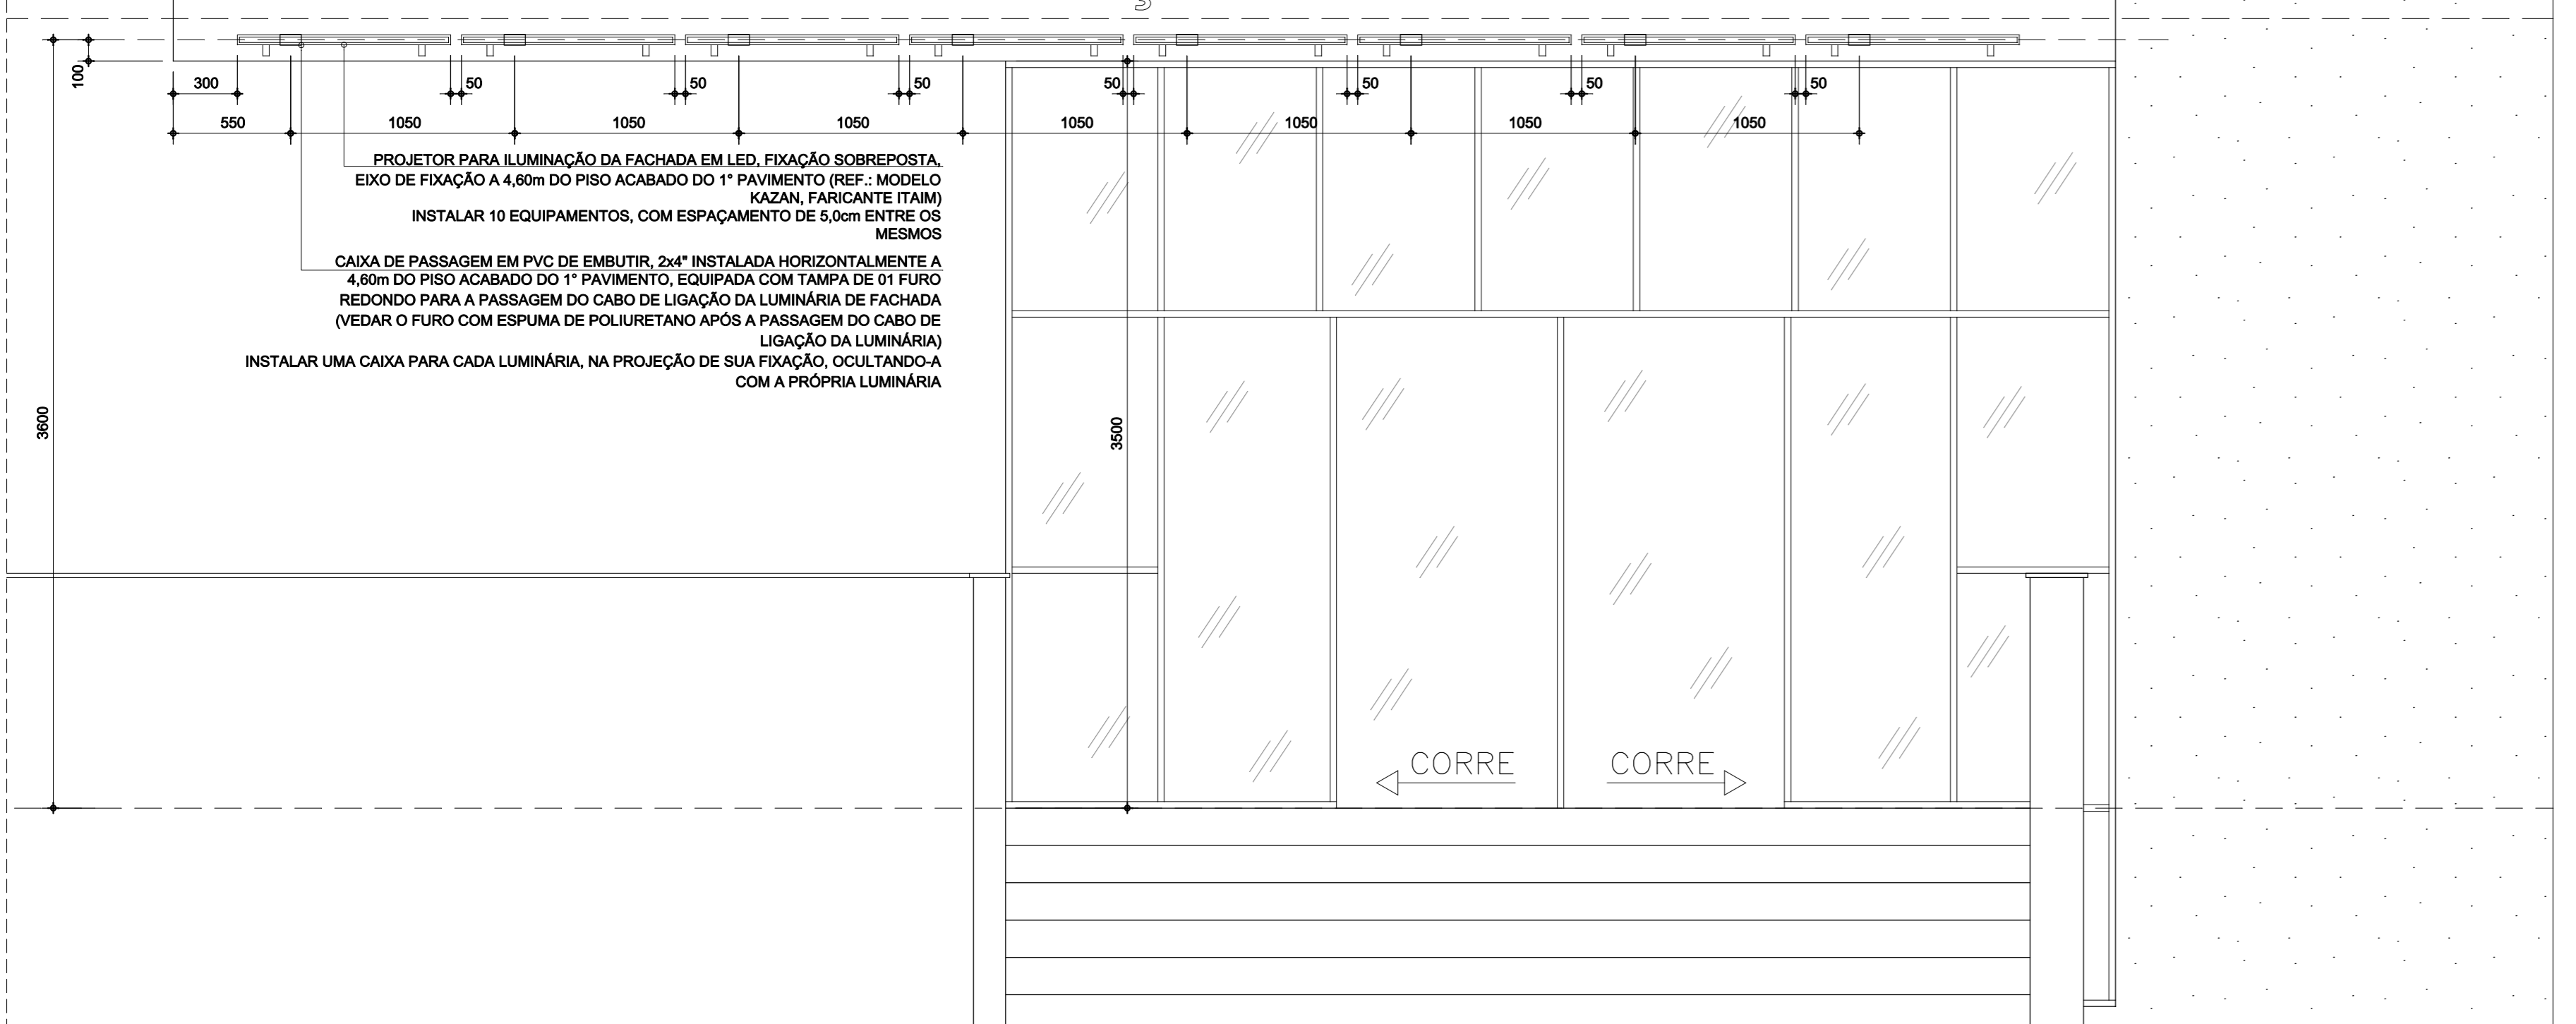 100
300
50
50
50
50
50
50
50
550
1050
1050
1050
1050
1050
1050
1050
PROJETOR PARA ILUMINAÇÃO DA FACHADA EM LED, FIXAÇÃO SOBREPOSTA,
EIXO DE FIXAÇÃO A 4,60m DO PISO ACABADO DO 1° PAVIMENTO (REF.: MODELO
KAZAN, FARICANTE ITAIM)
INSTALAR 10 EQUIPAMENTOS, COM ESPAÇAMENTO DE 5,0cm ENTRE OS
MESMOS
CAIXA DE PASSAGEM EM PVC DE EMBUTIR, 2x4" INSTALADA HORIZONTALMENTE A
4,60m DO PISO ACABADO DO 1° PAVIMENTO, EQUIPADA COM TAMPA DE 01 FURO
REDONDO PARA A PASSAGEM DO CABO DE LIGAÇÃO DA LUMINÁRIA DE FACHADA
(VEDAR O FURO COM ESPUMA DE POLIURETANO APÓS A PASSAGEM DO CABO DE
LIGAÇÃO DA LUMINÁRIA)
INSTALAR UMA CAIXA PARA CADA LUMINÁRIA, NA PROJEÇÃO DE SUA FIXAÇÃO, OCULTANDO-A
COM A PRÓPRIA LUMINÁRIA
3600
3500
CORRE
CORRE